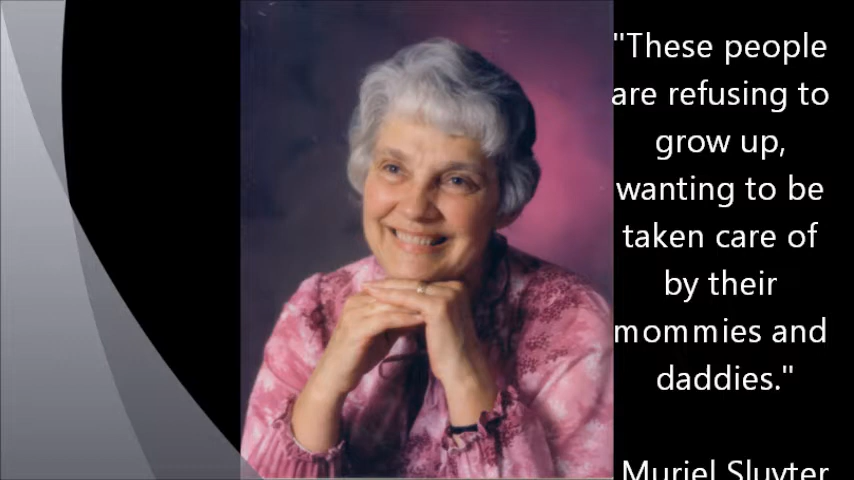 "These people
are refusing to
grow up,
wanting to be
taken care of
by their
mommies and
daddies."
Muriel Sluyter